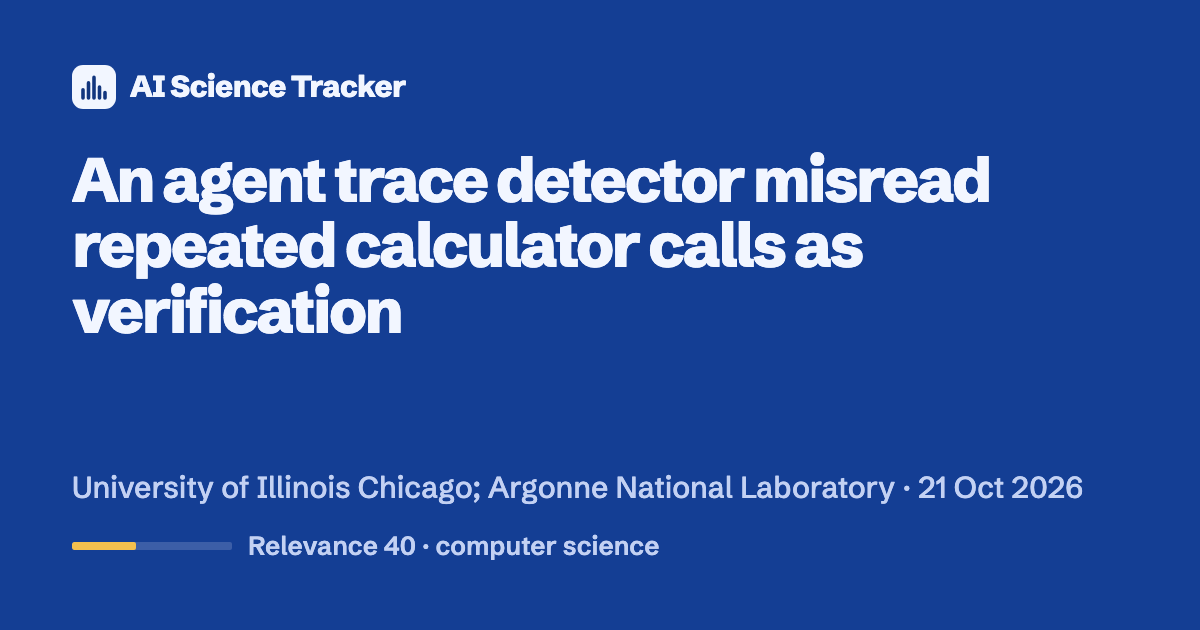 AI Science Tracker
An agent trace detector misread
repeated calculator calls as
verification
University of Illinois Chicago; Argonne National Laboratory · 21 Oct 2026
Relevance 40 · computer science